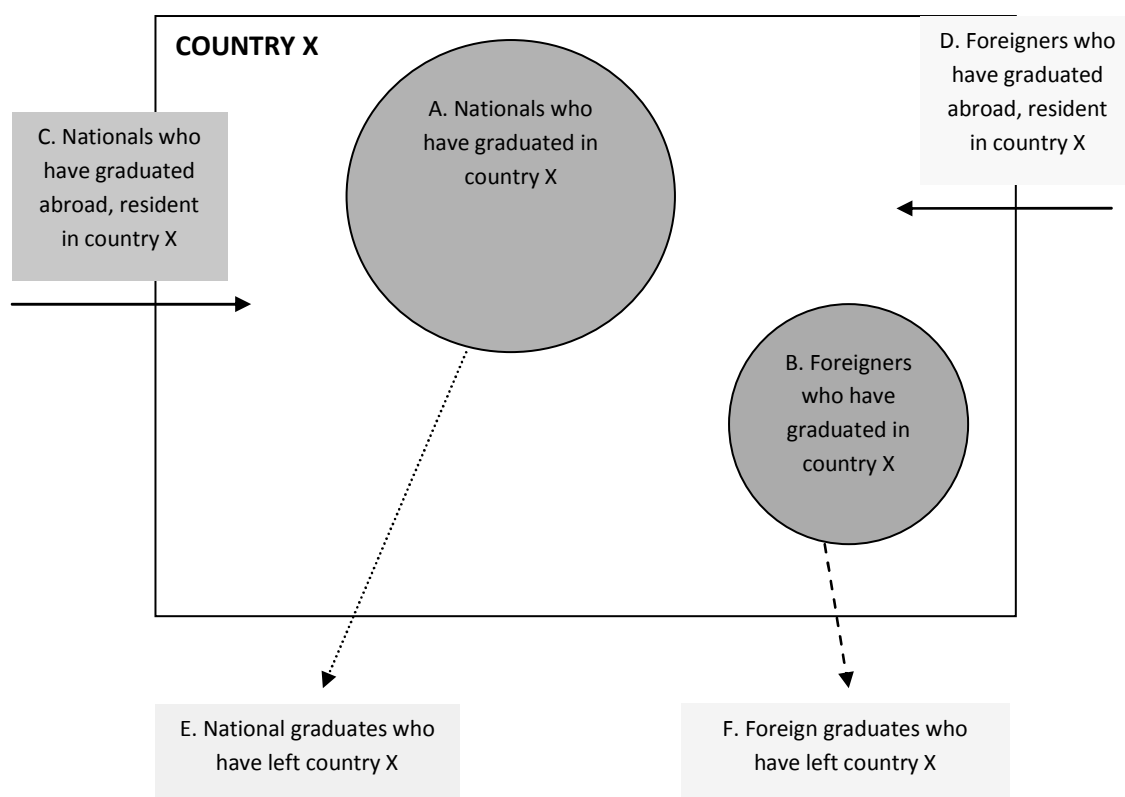 COUNTRY X
D. Foreigners who
have graduated
abroad, resident
in country X
A. Nationals who
have graduated in
country X
C. Nationals who
have graduated
abroad, resident
in country X
B. Foreigners
who have
graduated in
country X
E. National graduates who
have left country X
F. Foreign graduates who
have left country X